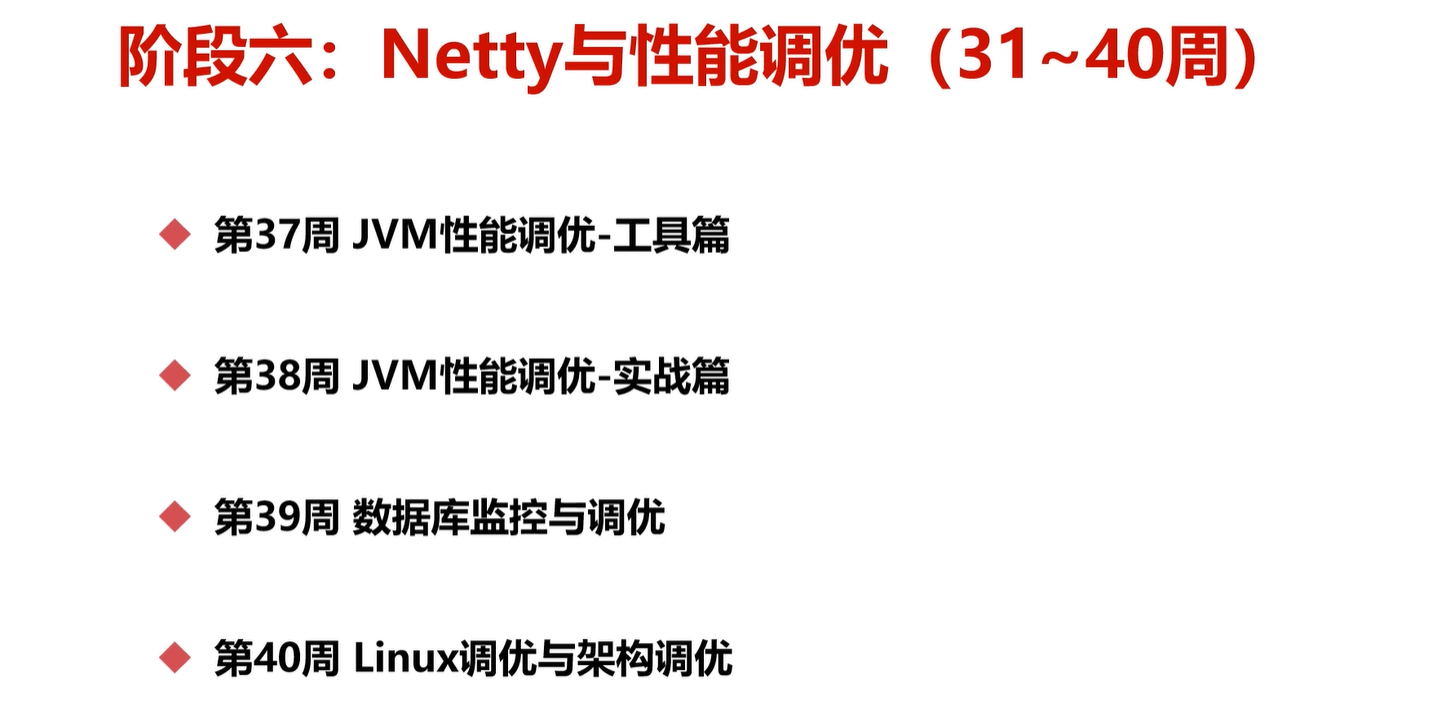 阶段六：Netty与性能调优（31~40周）
第37周 JVM性能调优-工具篇
第38周 JVM性能调优-实战篇
第39周 数据库监控与调优
第40周 Linux调优与架构调优